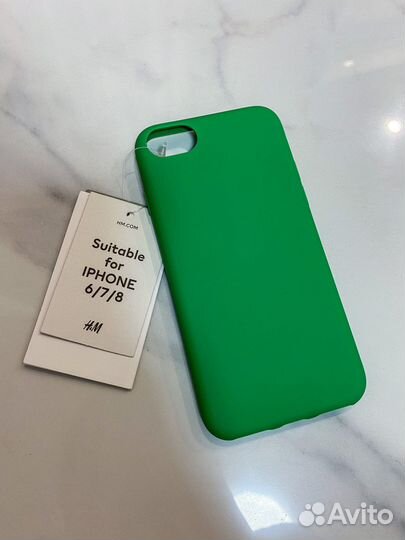 HM.COM
Suitable
for
IPHONE
6/7/8
H&M
Avito